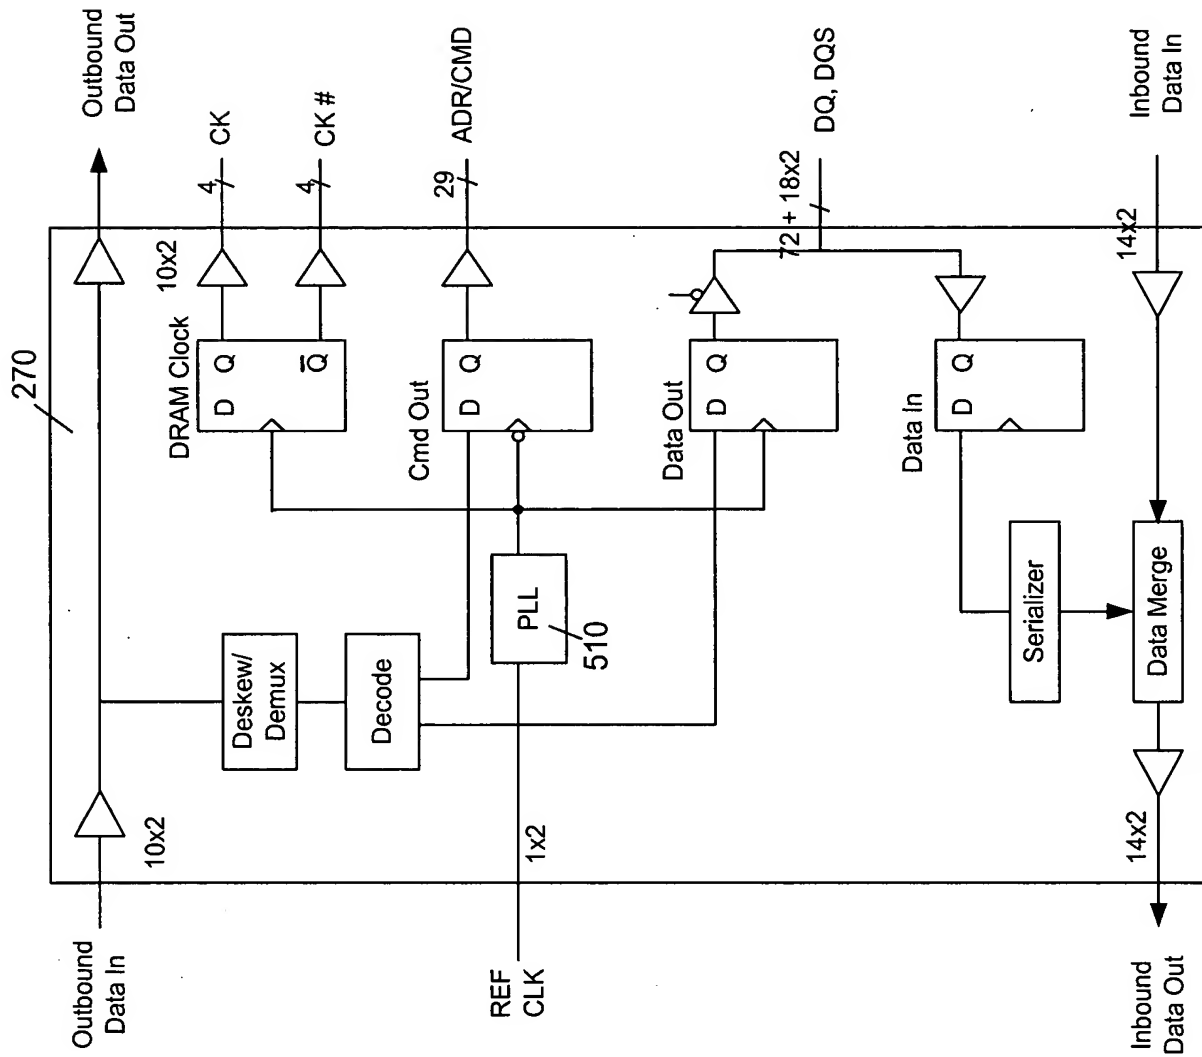 270
Outbound
Data In
10x2
Outbound
Data Out
Deskew/
Demux
Decode
DRAM Clock
D Q
Q̅
10x2
4
CK
4
CK #
Cmd Out
D Q
29
ADR/CMD
REF
CLK
1x2
PLL
510
Data Out
D Q
72 + 18x2
DQ, DQS
Data In
D Q
Serializer
Data Merge
14x2
Inbound
Data In
14x2
Inbound
Data Out